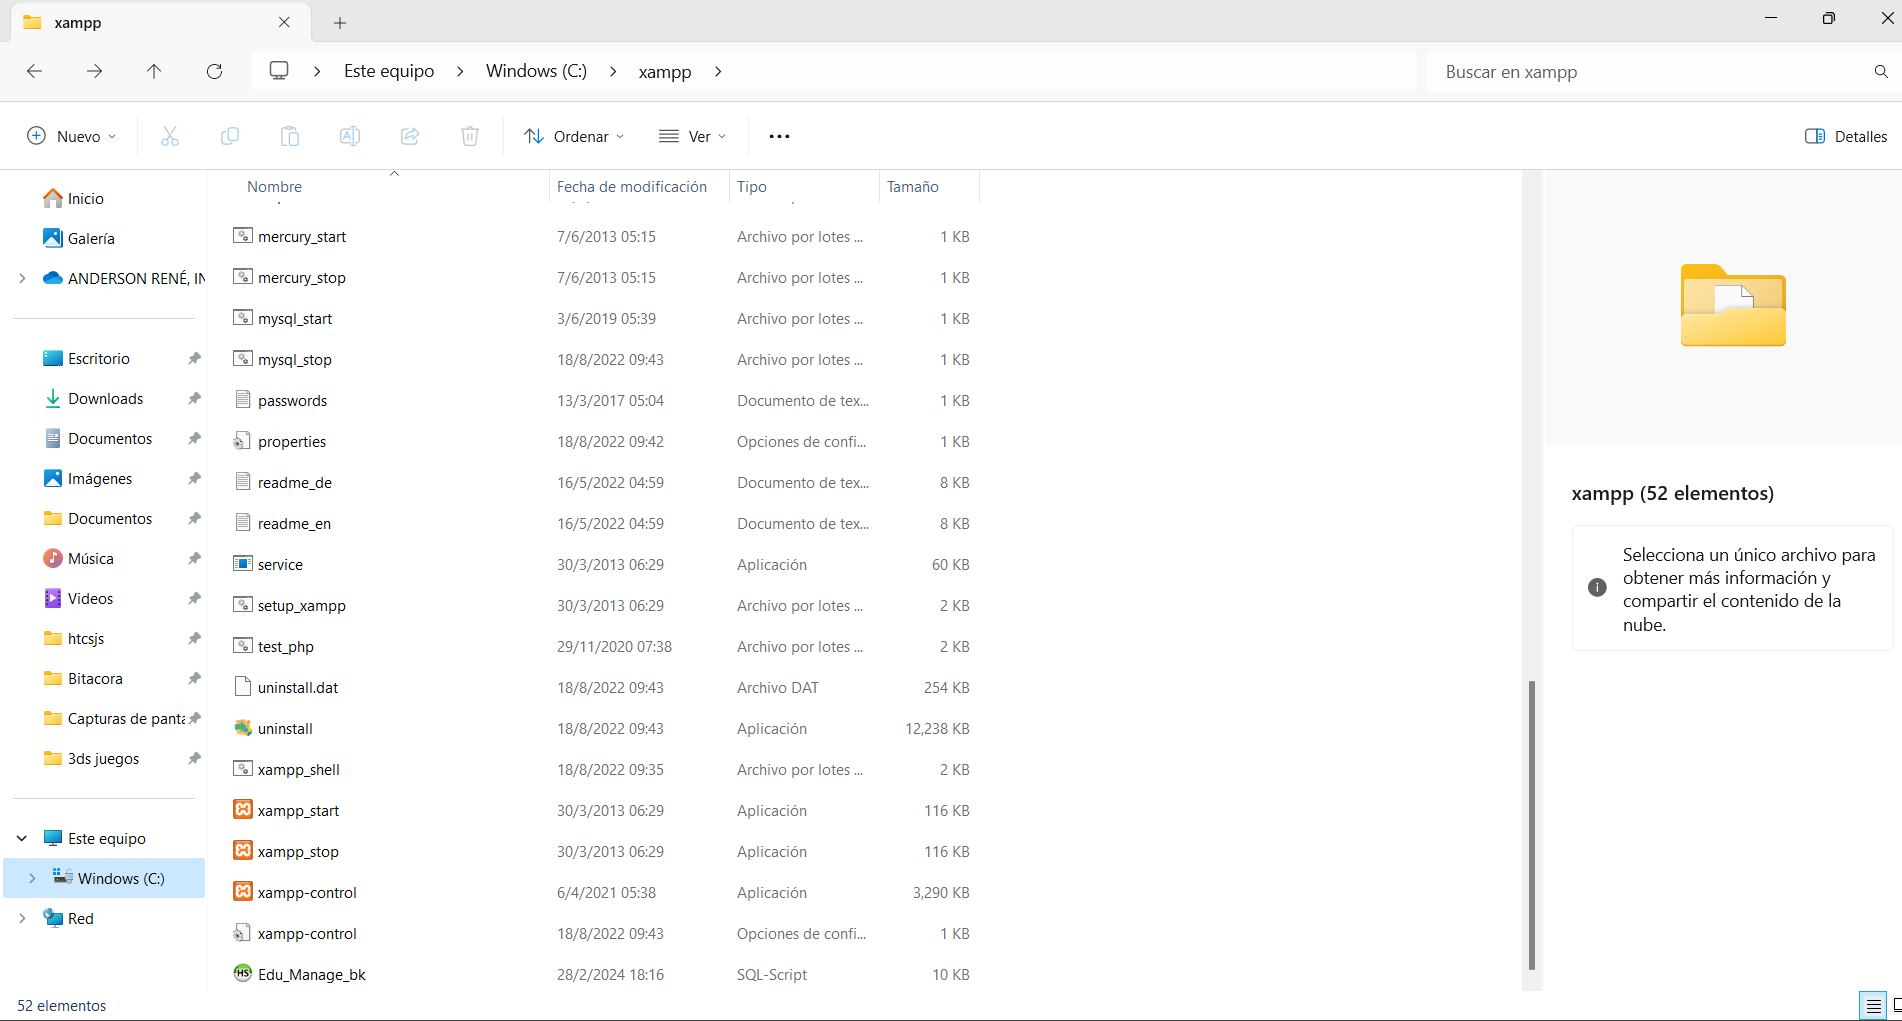 xampp
Este equipo > Windows (C:) > xampp >
Buscar en xampp
Nuevo
Ordenar
Ver
Detalles
Nombre Fecha de modificación Tipo Tamaño
Inicio
Galería
ANDERSON RENÉ, IN
Escritorio
Downloads
Documentos
Imágenes
Documentos
Música
Videos
htcsjs
Bitacora
Capturas de panta
3ds juegos
Este equipo
Windows (C:)
Red
mercury_start 7/6/2013 05:15 Archivo por lotes ... 1 KB
mercury_stop 7/6/2013 05:15 Archivo por lotes ... 1 KB
mysql_start 3/6/2019 05:39 Archivo por lotes ... 1 KB
mysql_stop 18/8/2022 09:43 Archivo por lotes ... 1 KB
passwords 13/3/2017 05:04 Documento de tex... 1 KB
properties 18/8/2022 09:42 Opciones de confi... 1 KB
readme_de 16/5/2022 04:59 Documento de tex... 8 KB
readme_en 16/5/2022 04:59 Documento de tex... 8 KB
service 30/3/2013 06:29 Aplicación 60 KB
setup_xampp 30/3/2013 06:29 Archivo por lotes ... 2 KB
test_php 29/11/2020 07:38 Archivo por lotes ... 2 KB
uninstall.dat 18/8/2022 09:43 Archivo DAT 254 KB
uninstall 18/8/2022 09:43 Aplicación 12,238 KB
xampp_shell 18/8/2022 09:35 Archivo por lotes ... 2 KB
xampp_start 30/3/2013 06:29 Aplicación 116 KB
xampp_stop 30/3/2013 06:29 Aplicación 116 KB
xampp-control 6/4/2021 05:38 Aplicación 3,290 KB
xampp-control 18/8/2022 09:43 Opciones de confi... 1 KB
HS Edu_Manage_bk 28/2/2024 18:16 SQL-Script 10 KB
xampp (52 elementos)
Selecciona un único archivo para
obtener más información y
compartir el contenido de la
nube.
52 elementos